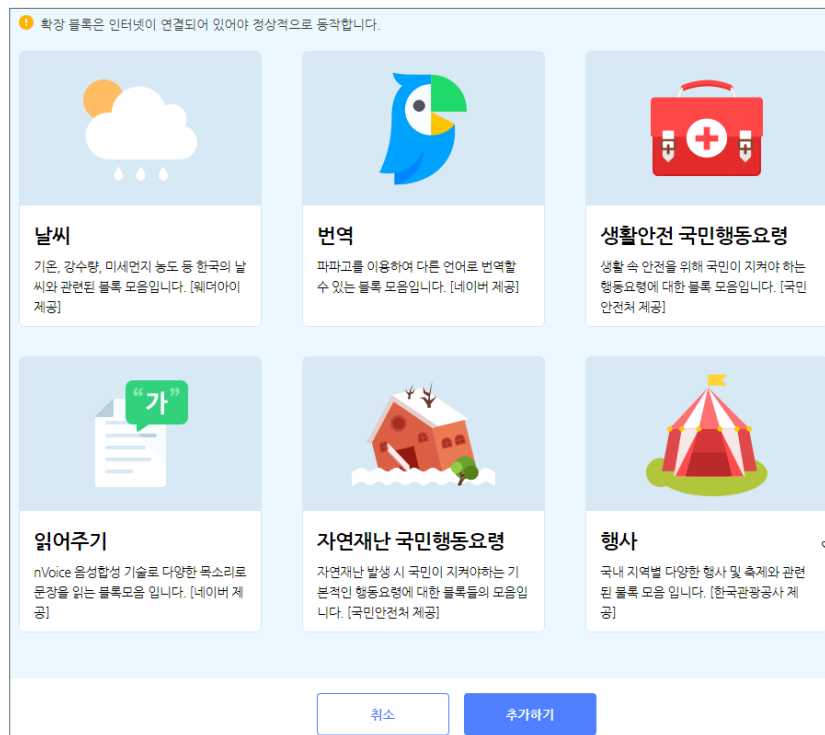 확장 블록은 인터넷이 연결되어 있어야 정상적으로 동작합니다.
날씨
기온, 강수량, 미세먼지 농도 등 한국의 날
씨와 관련된 블록 모음입니다. [웨더아이
제공]
번역
파파고를 이용하여 다른 언어로 번역할
수 있는 블록 모음입니다. [네이버 제공]
생활안전 국민행동요령
생활 속 안전을 위해 국민이 지켜야 하는
행동요령에 대한 블록 모음입니다. [국민
안전처 제공]
“가”
읽어주기
nVoice 음성합성 기술로 다양한 목소리로
문장을 읽는 블록모음 입니다. [네이버 제
공]
자연재난 국민행동요령
자연재난 발생 시 국민이 지켜야하는 기
본적인 행동요령에 대한 블록들의 모음입
니다. [국민안전처 제공]
행사
국내 지역별 다양한 행사 및 축제와 관련
된 블록 모음 입니다. [한국관광공사 제
공]
취소
추가하기